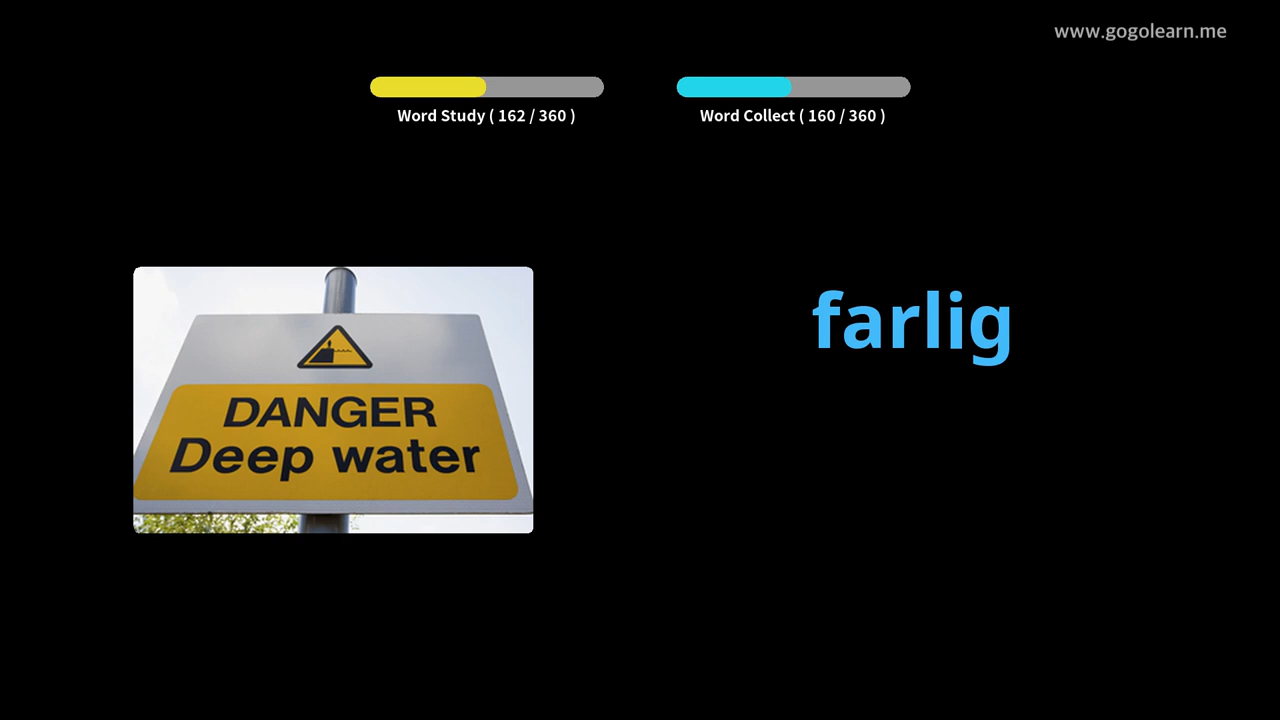 www.gogolearn.me
Word Study ( 162 / 360 )
Word Collect ( 160 / 360 )
DANGER
Deep water
farlig